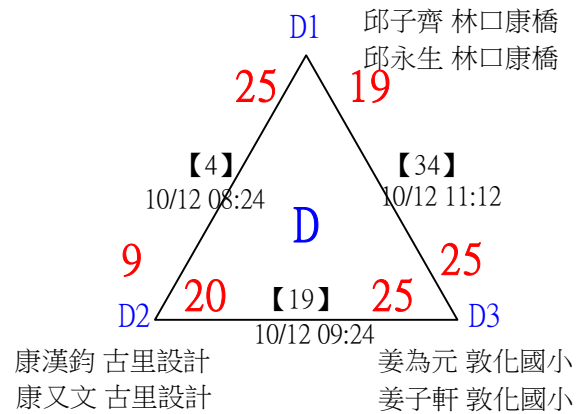 D1
邱子齊 林口康橋
邱永生 林口康橋
25
19
【4】
10/12 08:24
【34】
10/12 11:12
D
9
25
20
【19】
25
D2
10/12 09:24
D3
康漢鈞 古里設計
康又文 古里設計
姜為元 敦化國小
姜子軒 敦化國小